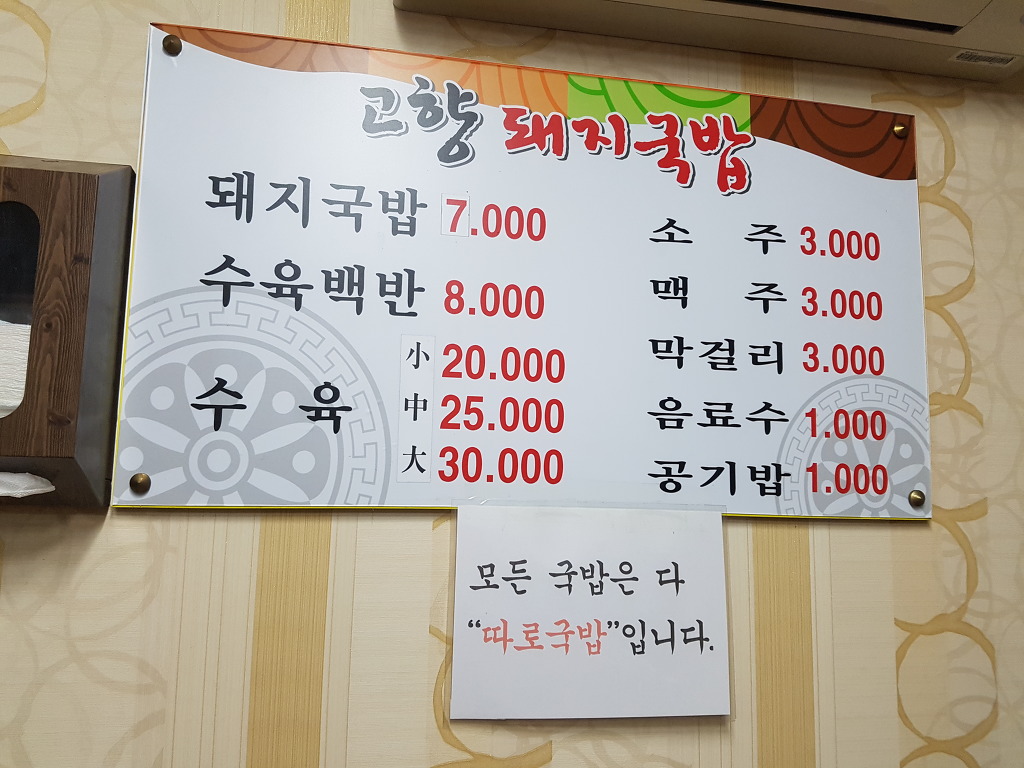 고향 돼지국밥
돼지국밥 7.000
수육백반 8.000
수 육 小 20.000
中 25.000
大 30.000
소 주 3.000
맥 주 3.000
막걸리 3.000
음료수 1.000
공기밥 1.000
모든 국밥은 다
“따로국밥”입니다.